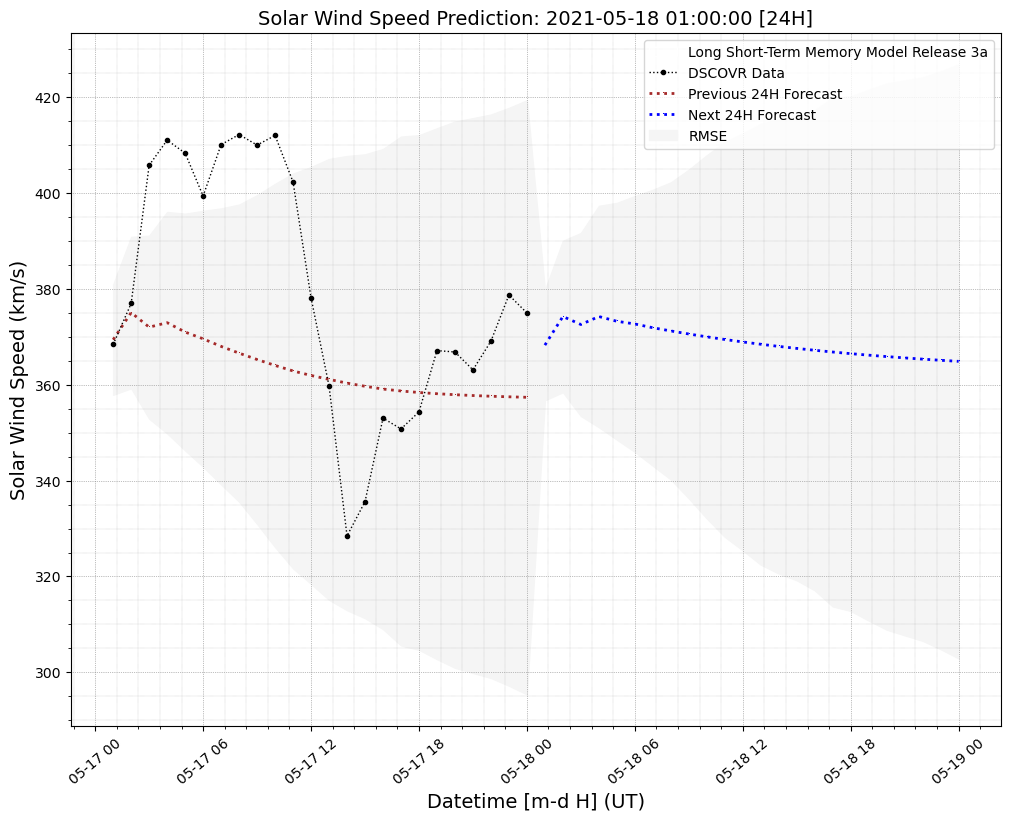 Solar Wind Speed Prediction: 2021-05-18 01:00:00 [24H]
Long Short-Term Memory Model Release 3a
DSCOVR Data
Previous 24H Forecast
Next 24H Forecast
RMSE
Solar Wind Speed (km/s)
420
400
380
360
340
320
300
05-17 00
05-17 06
05-17 12
05-17 18
05-18 00
05-18 06
05-18 12
05-18 18
05-19 00
Datetime [m-d H] (UT)